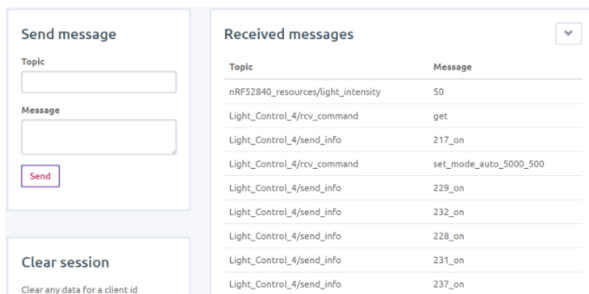 Send message
Topic
Message
Send
Clear session
Clear any data for a client id
Received messages
Topic Message
nRF52840_resources/light_intensity 50
Light_Control_4/rcv_command get
Light_Control_4/send_info 217_on
Light_Control_4/rcv_command set_mode_auto_5000_500
Light_Control_4/send_info 229_on
Light_Control_4/send_info 232_on
Light_Control_4/send_info 228_on
Light_Control_4/send_info 231_on
Light_Control_4/send_info 237_on